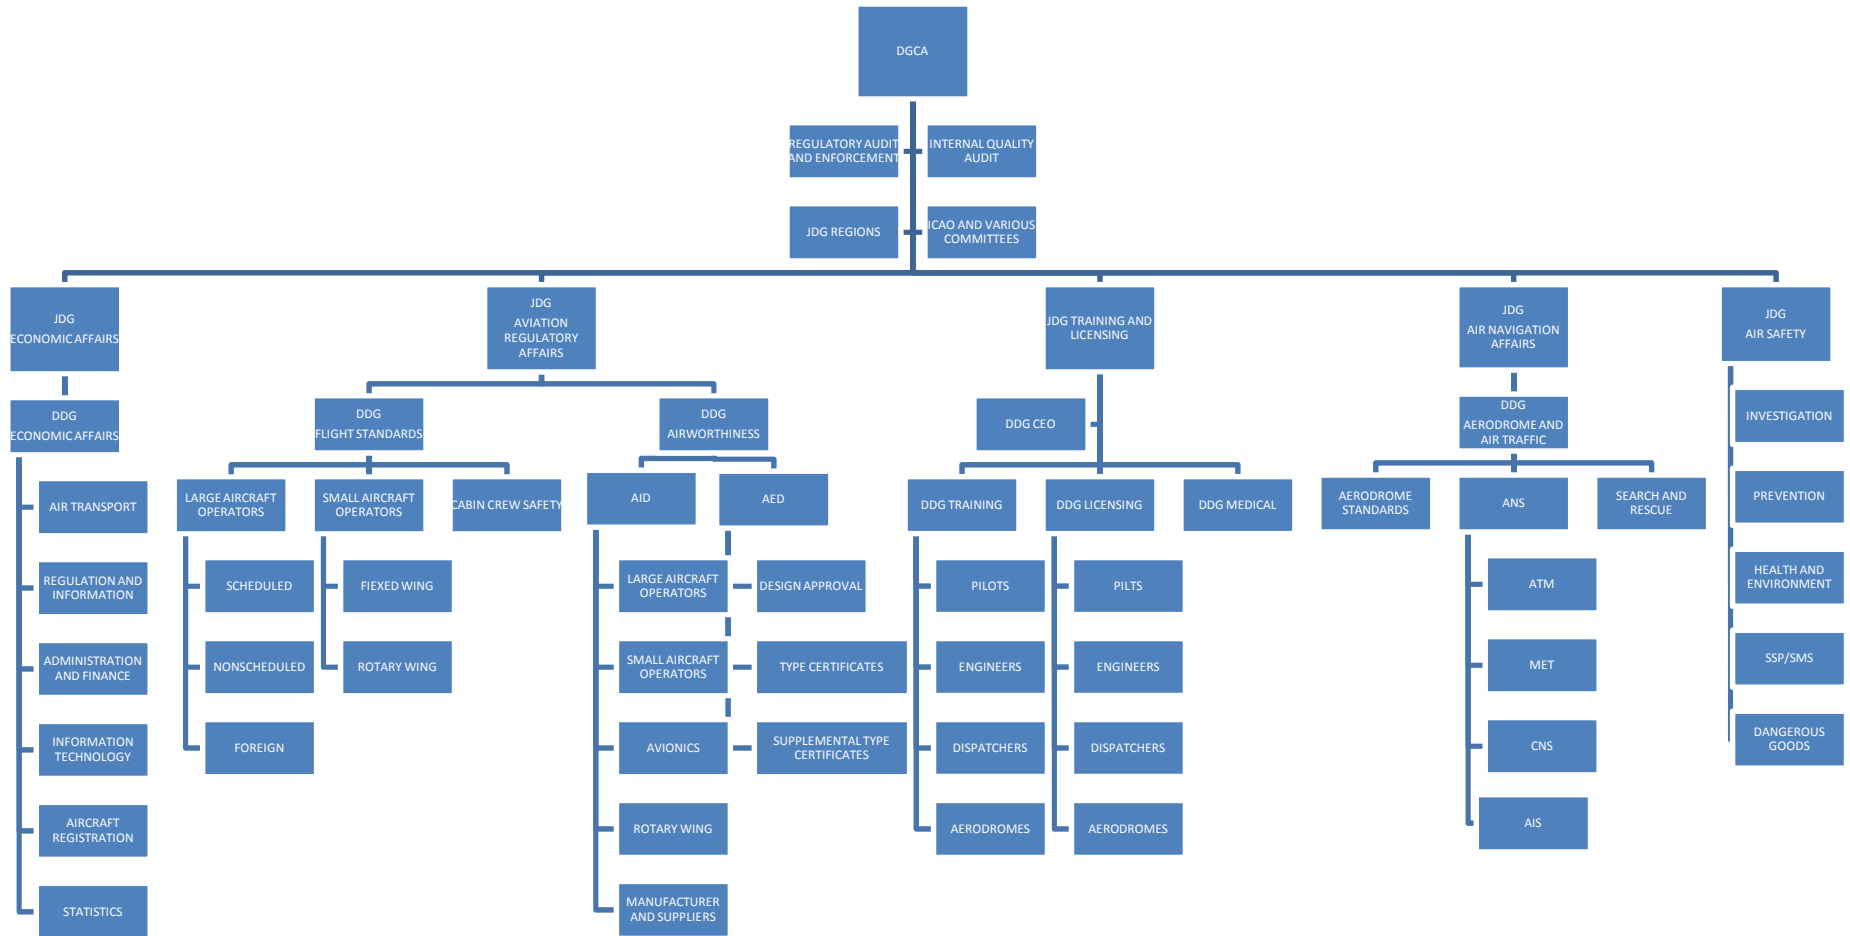 DGCA
REGULATORY AUDIT
AND ENFORCEMENT
INTERNAL QUALITY
AUDIT
JDG REGIONS
ICAO AND VARIOUS
COMMITTEES
JDG
ECONOMIC AFFAIRS
JDG
AVIATION
REGULATORY
AFFAIRS
JDG TRAINING AND
LICENSING
JDG
AIR NAVIGATION
AFFAIRS
JDG
AIR SAFETY
DDG
ECONOMIC AFFAIRS
AIR TRANSPORT
REGULATION AND
INFORMATION
ADMINISTRATION
AND FINANCE
INFORMATION
TECHNOLOGY
AIRCRAFT
REGISTRATION
STATISTICS
DDG
FLIGHT STANDARDS
LARGE AIRCRAFT
OPERATORS
SCHEDULED
NONSCHEDULED
FOREIGN
SMALL AIRCRAFT
OPERATORS
FIEXED WING
ROTARY WING
CABIN CREW SAFETY
DDG
AIRWORTHINESS
AID
LARGE AIRCRAFT
OPERATORS
SMALL AIRCRAFT
OPERATORS
AVIONICS
ROTARY WING
MANUFACTURER
AND SUPPLIERS
AED
DESIGN APPROVAL
TYPE CERTIFICATES
SUPPLEMENTAL TYPE
CERTIFICATES
DDG CEO
DDG TRAINING
PILOTS
ENGINEERS
DISPATCHERS
AERODROMES
DDG LICENSING
PILTS
ENGINEERS
DISPATCHERS
AERODROMES
DDG MEDICAL
DDG
AERODROME AND
AIR TRAFFIC
AERODROME
STANDARDS
ANS
ATM
MET
CNS
AIS
SEARCH AND
RESCUE
INVESTIGATION
PREVENTION
HEALTH AND
ENVIRONMENT
SSP/SMS
DANGEROUS
GOODS